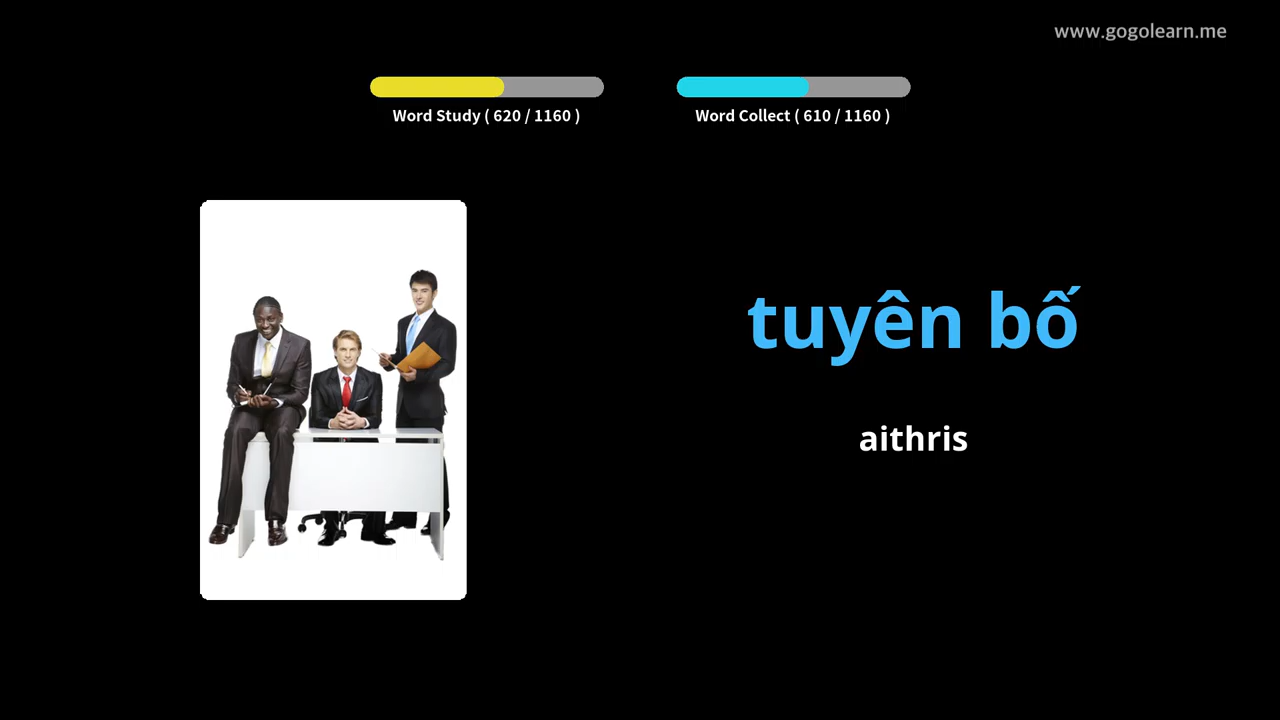 www.gogolearn.me
Word Study ( 620 / 1160 )
Word Collect ( 610 / 1160 )
tuyên bố
aithris